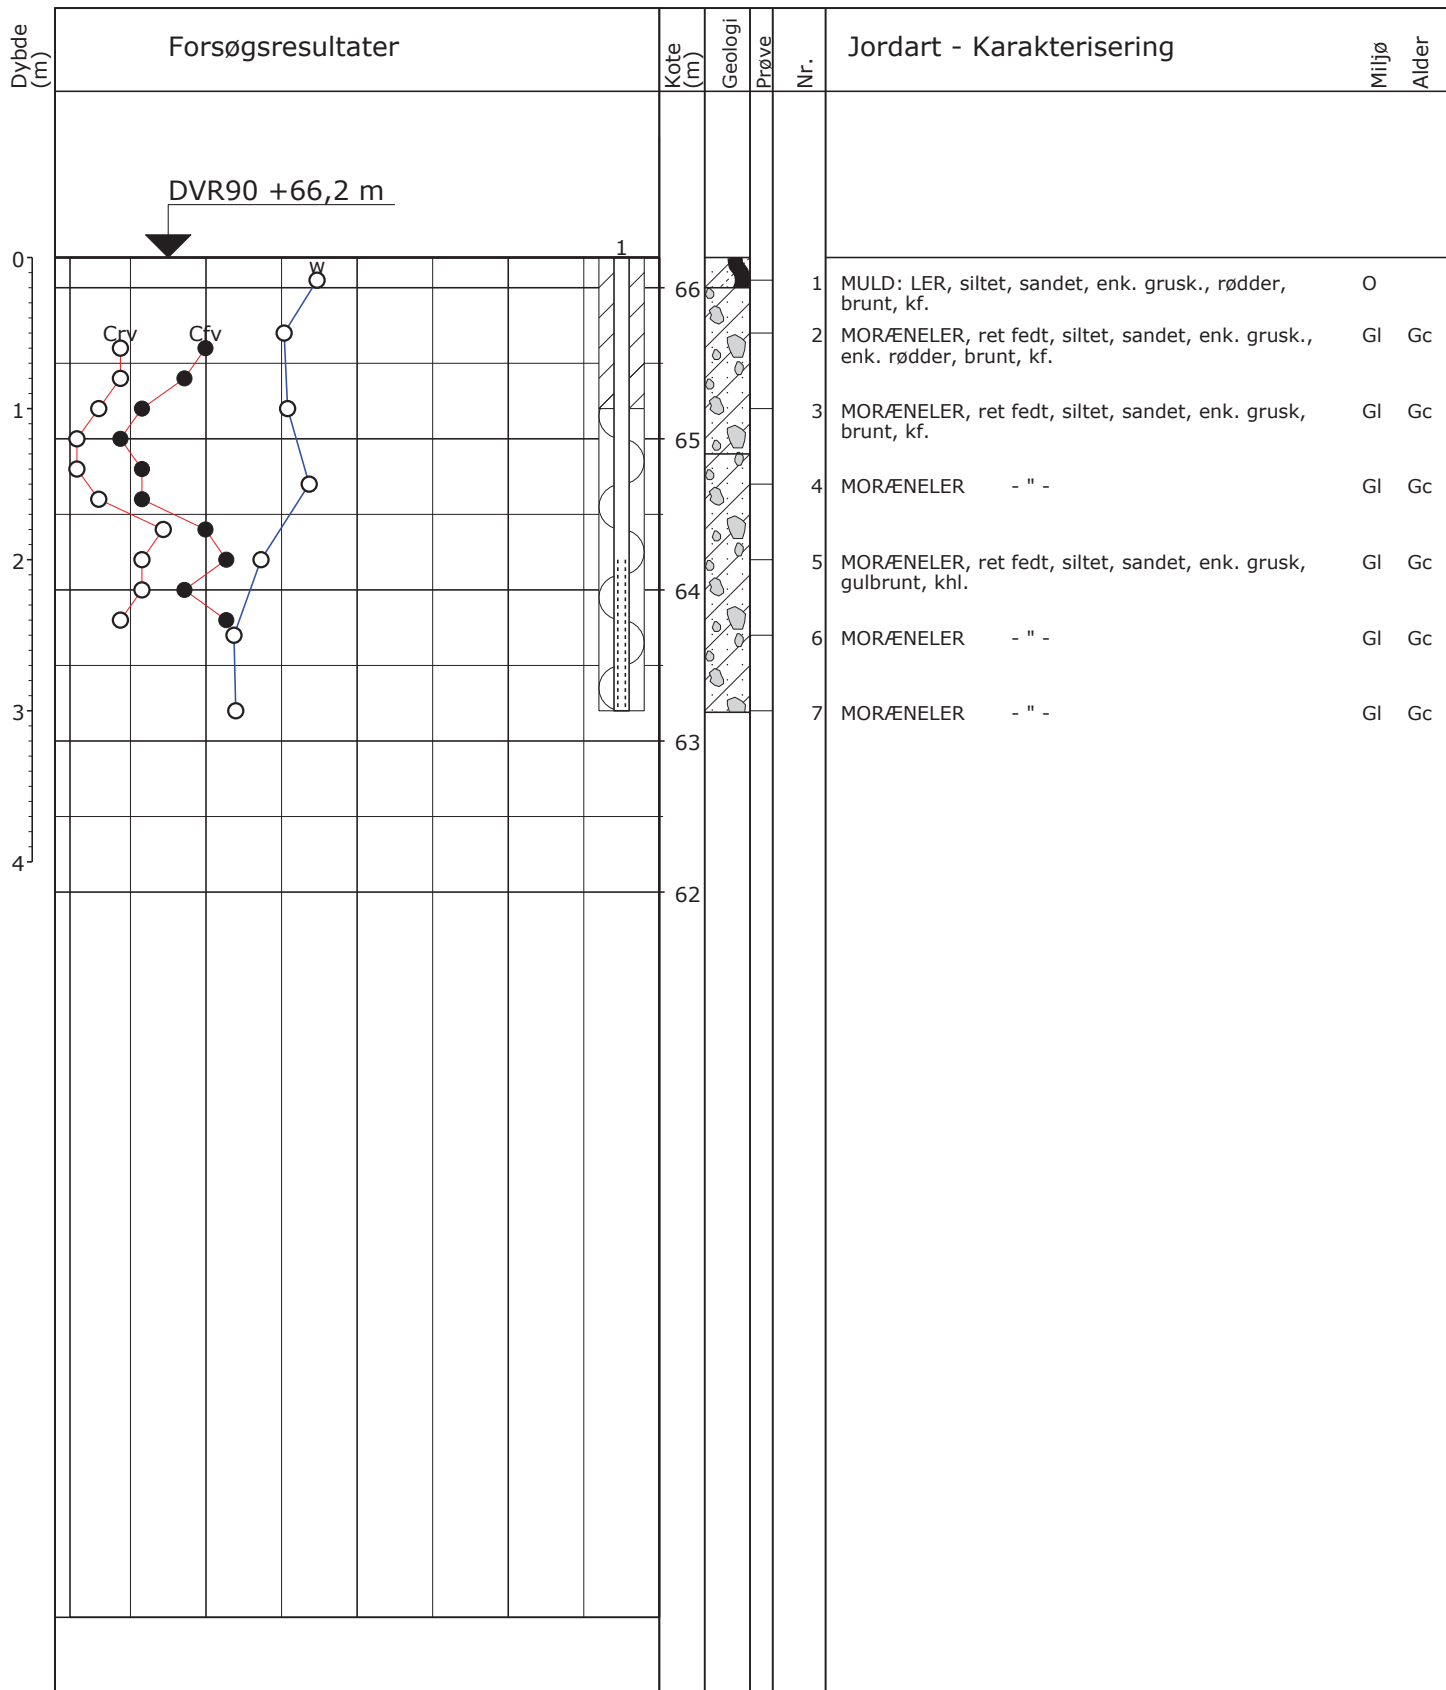 Dybde
(m)
Forsøgsresultater
Kote
(m)
Geologi
Prøve
Nr.
Jordart - Karakterisering
Miljø
Alder
DVR90 +66,2 m
1
0
w
66
1 MULD: LER, siltet, sandet, enk. grusk., rødder, O
brunt, kf.
Crv Cfv
2 MORÆNELER, ret fedt, siltet, sandet, enk. grusk., Gl Gc
enk. rødder, brunt, kf.
1
3 MORÆNELER, ret fedt, siltet, sandet, enk. grusk, Gl Gc
brunt, kf.
65
4 MORÆNELER - " - Gl Gc
2
5 MORÆNELER, ret fedt, siltet, sandet, enk. grusk, Gl Gc
gulbrunt, khl.
64
6 MORÆNELER - " - Gl Gc
3
7 MORÆNELER - " - Gl Gc
63
4
62